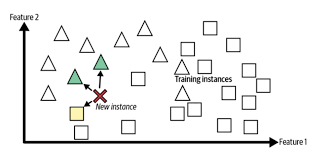 Feature 2
Training instances
New instance
Feature 1